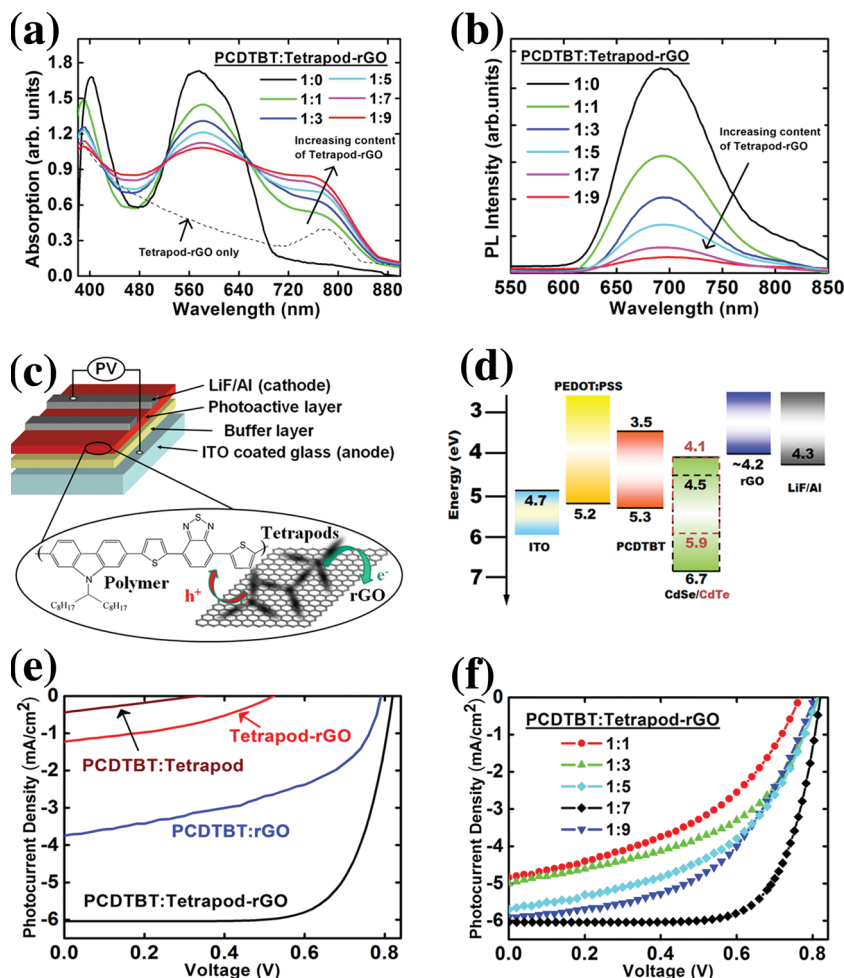 (a)
PCDTBT:Tetrapod-rGO
1:0
1:5
1:1
1:7
1:3
1:9
Increasing content
of Tetrapod-rGO
Tetrapod-rGO only
Absorption (arb. units)
1.8
1.5
1.2
0.9
0.6
0.3
0.0
400
480
560
640
720
800
880
Wavelength (nm)
(b)
PCDTBT:Tetrapod-rGO
1:0
1:1
1:3
1:5
1:7
1:9
Increasing content
of Tetrapod-rGO
PL Intensity (arb.units)
550
600
650
700
750
800
850
Wavelength (nm)
(c)
PV
LiF/Al (cathode)
Photoactive layer
Buffer layer
ITO coated glass (anode)
N
S
N
S
S
N
C8H17
C8H17
Polymer
Tetrapods
h+
e-
rGO
(d)
Energy (eV)
3
4
5
6
7
PEDOT:PSS
3.5
4.1
4.7
4.5
~4.2
rGO
4.3
LiF/Al
5.2
5.3
5.9
ITO
PCDTBT
6.7
CdSe/CdTe
(e)
Photocurrent Density (mA/cm2)
0
-1
-2
-3
-4
-5
-6
Tetrapod-rGO
PCDTBT:Tetrapod
PCDTBT:rGO
PCDTBT:Tetrapod-rGO
0.0
0.2
0.4
0.6
0.8
Voltage (V)
(f)
Photocurrent Density (mA/cm2)
0
-1
-2
-3
-4
-5
-6
PCDTBT:Tetrapod-rGO
1:1
1:3
1:5
1:7
1:9
0.0
0.2
0.4
0.6
0.8
Voltage (V)